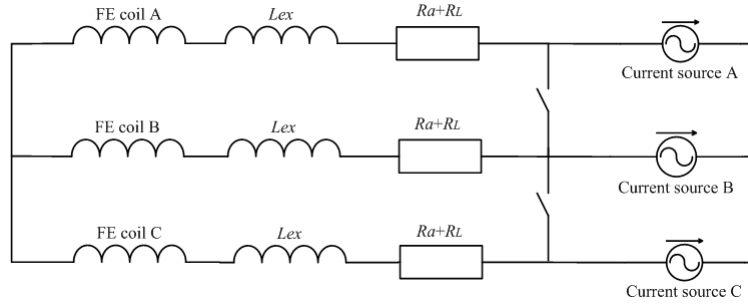 FE coil A
Lex
Ra+RL
Current source A
FE coil B
Lex
Ra+RL
Current source B
FE coil C
Lex
Ra+RL
Current source C